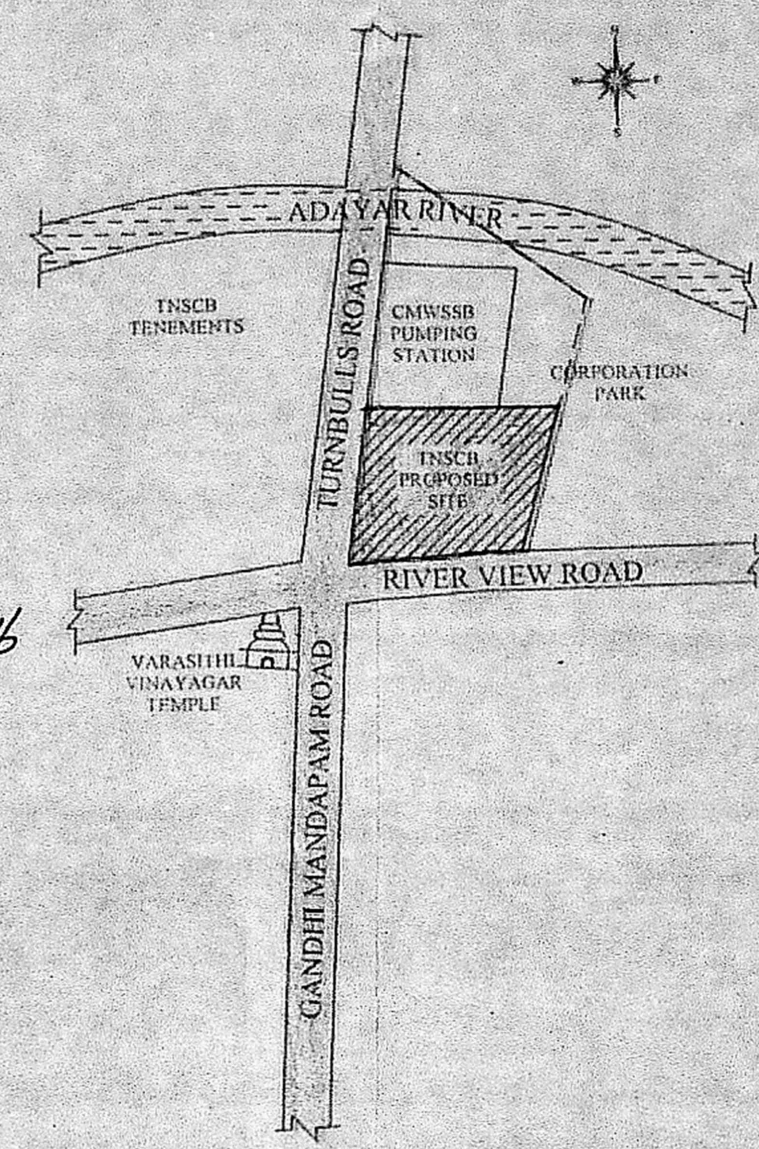 N
S
ADAYAR RIVER
TNSCB
TENEMENTS
TURNBULLS ROAD
CMWSSB
PUMPING
STATION
CORPORATION
PARK
TNSCB
PROPOSED
SITE
RIVER VIEW ROAD
VARASITHI
VINAYAGAR
TEMPLE
GANDHI MANDAPAM ROAD